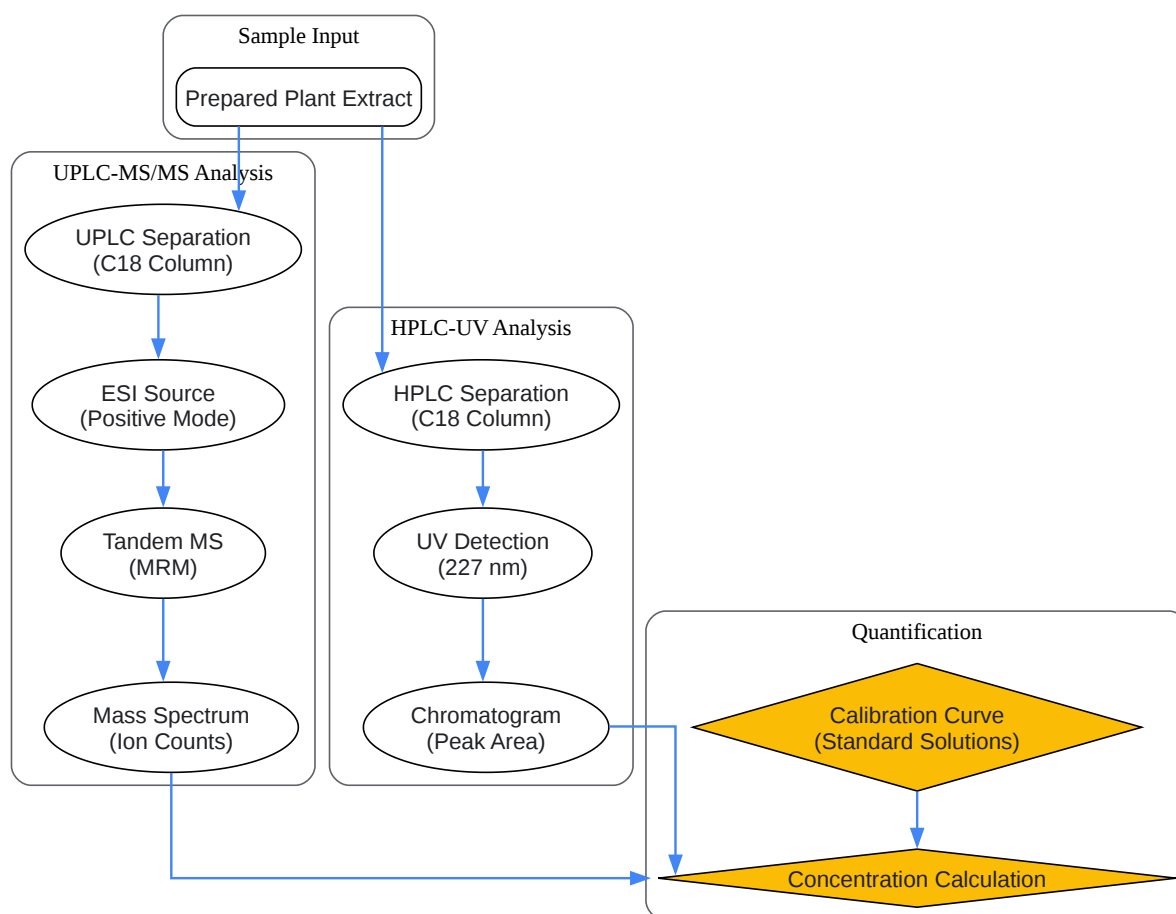 Sample Input
Prepared Plant Extract
UPLC-MS/MS Analysis
UPLC Separation
(C18 Column)
ESI Source
(Positive Mode)
Tandem MS
(MRM)
Mass Spectrum
(Ion Counts)
HPLC-UV Analysis
HPLC Separation
(C18 Column)
UV Detection
(227 nm)
Chromatogram
(Peak Area)
Quantification
Calibration Curve
(Standard Solutions)
Concentration Calculation